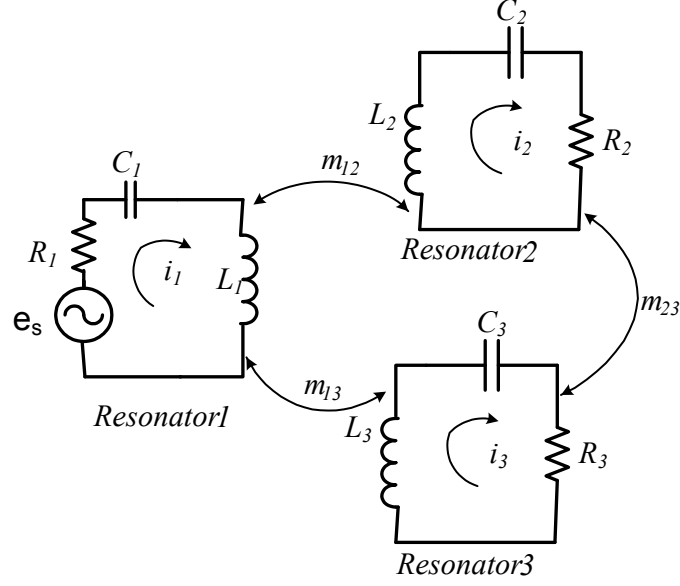 C₂
L₂
i₂
R₂
m₁₂
Resonator2
C₁
R₁
i₁
L₁
eₛ
Resonator1
m₂₃
m₁₃
C₃
L₃
i₃
R₃
Resonator3